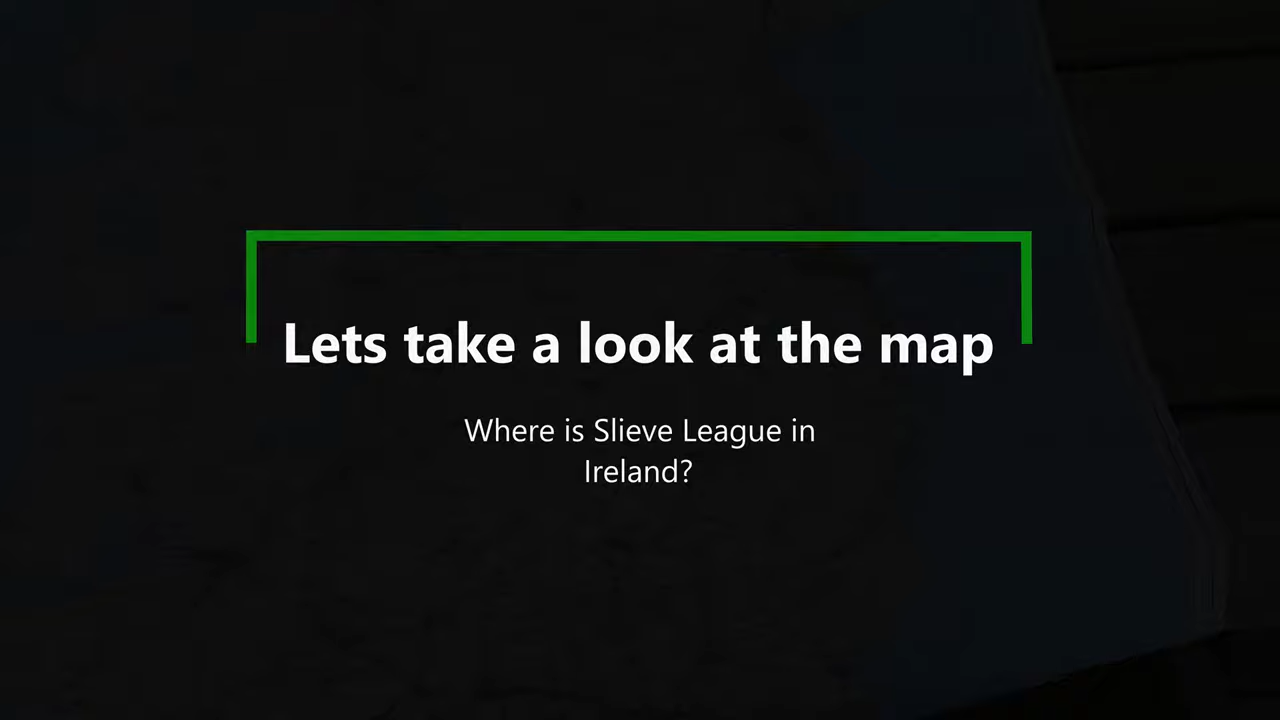 Lets take a look at the map
Where is Slieve League in
Ireland?